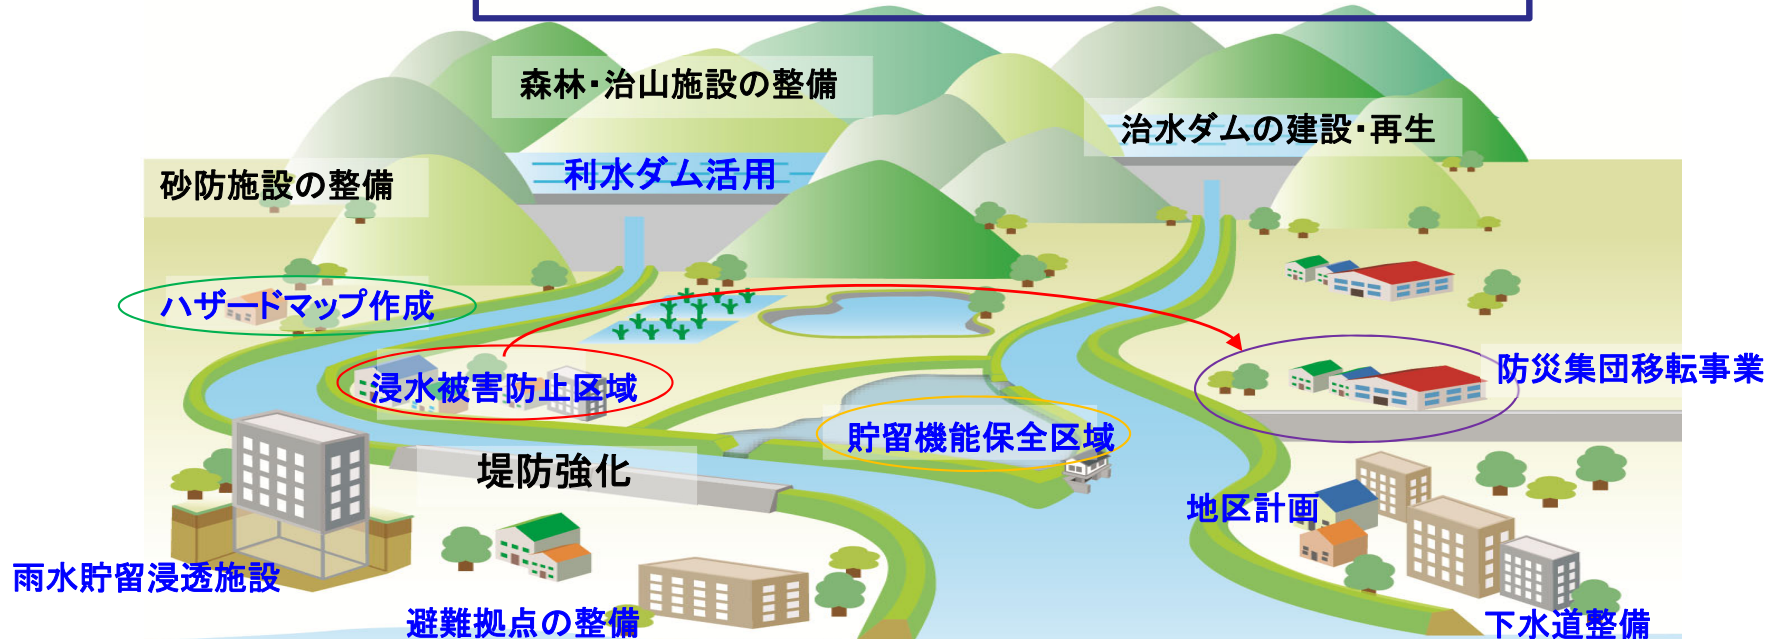 森林・治山施設の整備
治水ダムの建設・再生
利水ダム活用
砂防施設の整備
ハザードマップ作成
浸水被害防止区域
防災集団移転事業
貯留機能保全区域
堤防強化
地区計画
雨水貯留浸透施設
避難拠点の整備
下水道整備